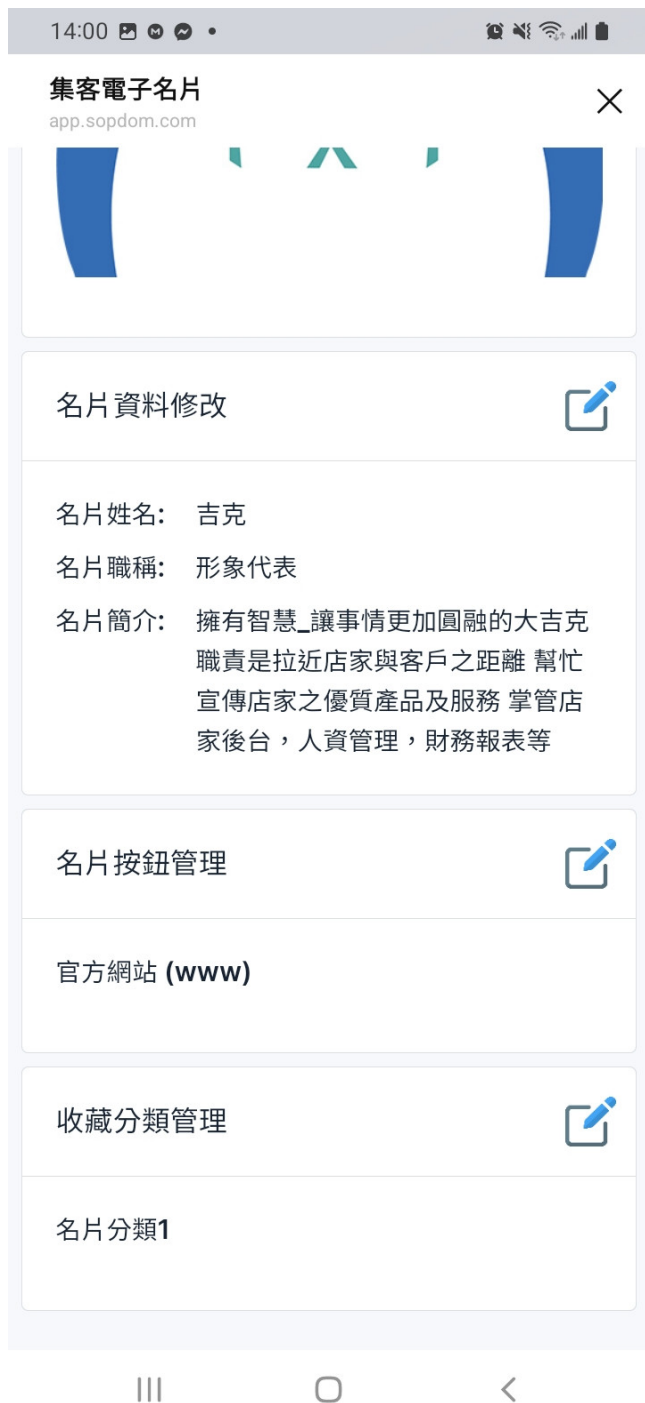 14:00
集客電子名片
app.sopdom.com
名片資料修改
名片姓名: 吉克
名片職稱: 形象代表
名片簡介: 擁有智慧_讓事情更加圓融的大吉克
職責是拉近店家與客戶之距離 幫忙
宣傳店家之優質產品及服務 掌管店
家後台，人資管理，財務報表等
名片按鈕管理
官方網站 (www)
收藏分類管理
名片分類1